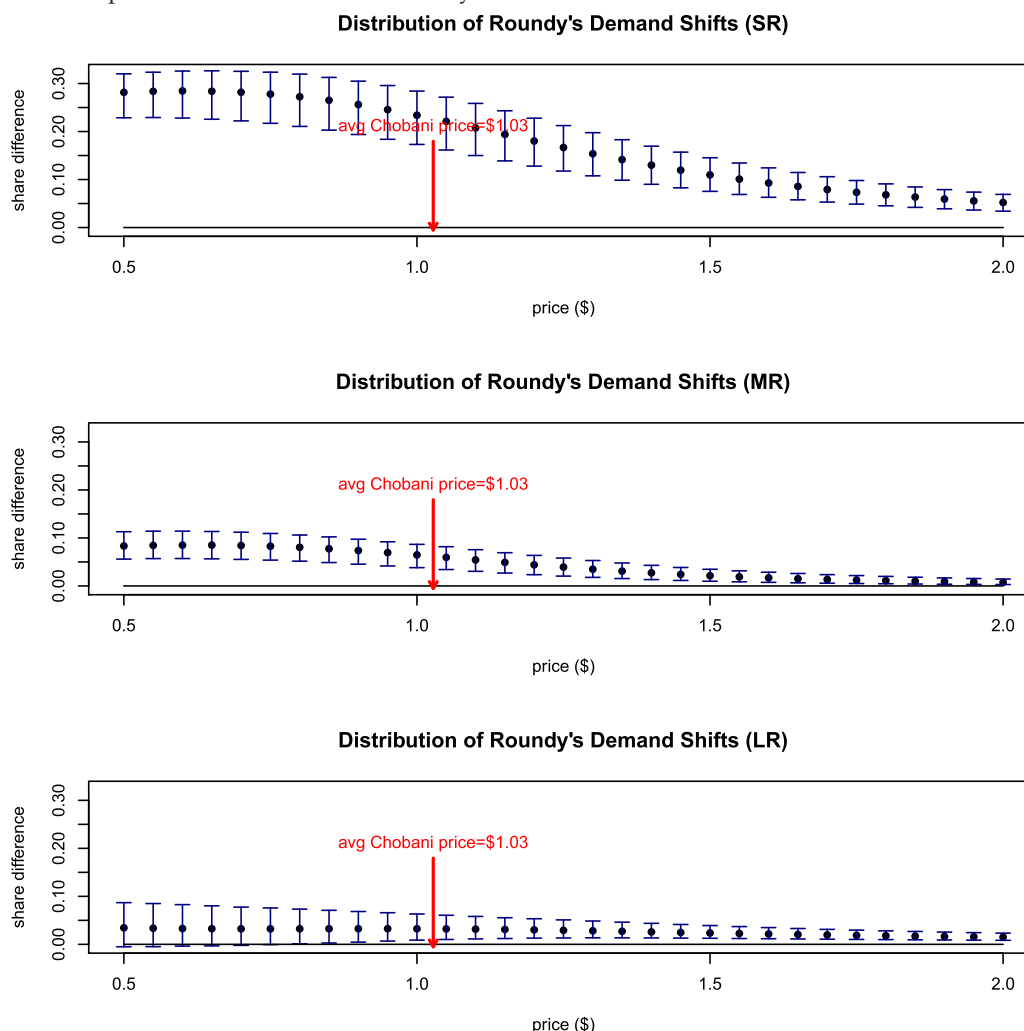 Distribution of Roundy's Demand Shifts (SR)
share difference
0.00 0.10 0.20 0.30
avg Chobani price=$1.03
0.5 1.0 1.5 2.0
price ($)
Distribution of Roundy's Demand Shifts (MR)
share difference
0.00 0.10 0.20 0.30
avg Chobani price=$1.03
0.5 1.0 1.5 2.0
price ($)
Distribution of Roundy's Demand Shifts (LR)
share difference
0.00 0.10 0.20 0.30
avg Chobani price=$1.03
0.5 1.0 1.5 2.0
price ($)